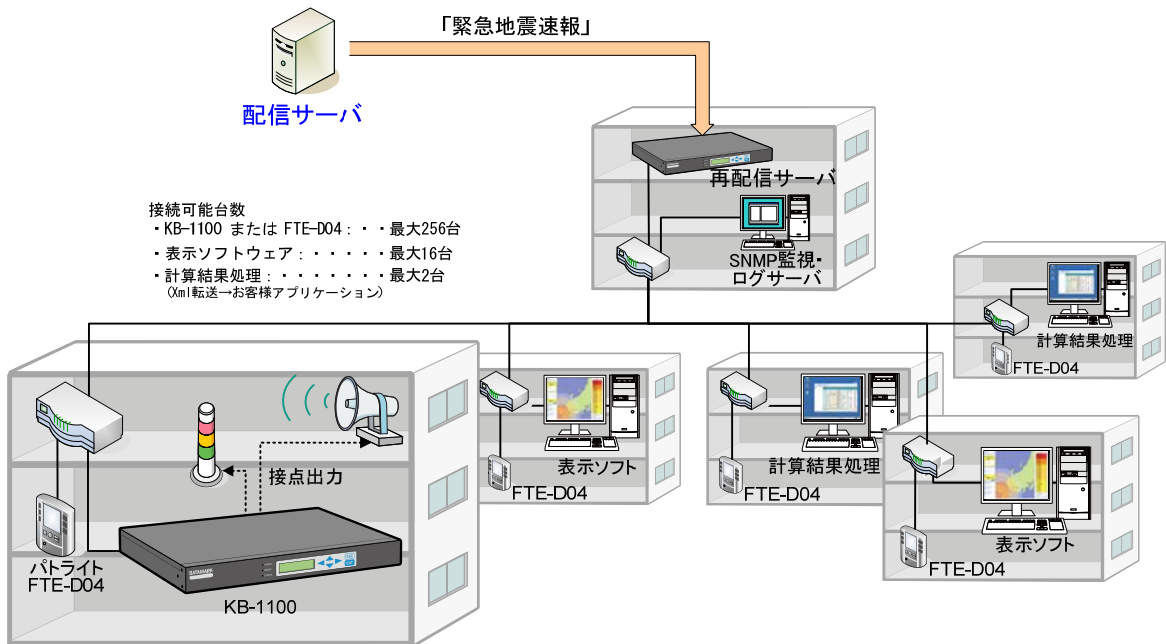 「緊急地震速報」
配信サーバ
再配信サーバ
接続可能台数
・KB-1100 または FTE-D04：・・最大256台
・表示ソフトウェア：・・・・・最大16台
・計算結果処理：・・・・・・・最大2台
(Xml転送→お客様アプリケーション)
SNMP監視・
ログサーバ
計算結果処理
FTE-D04
接点出力
パトライト
FTE-D04
DATAMARK
KB-1100
表示ソフト
FTE-D04
計算結果処理
FTE-D04
表示ソフト
FTE-D04